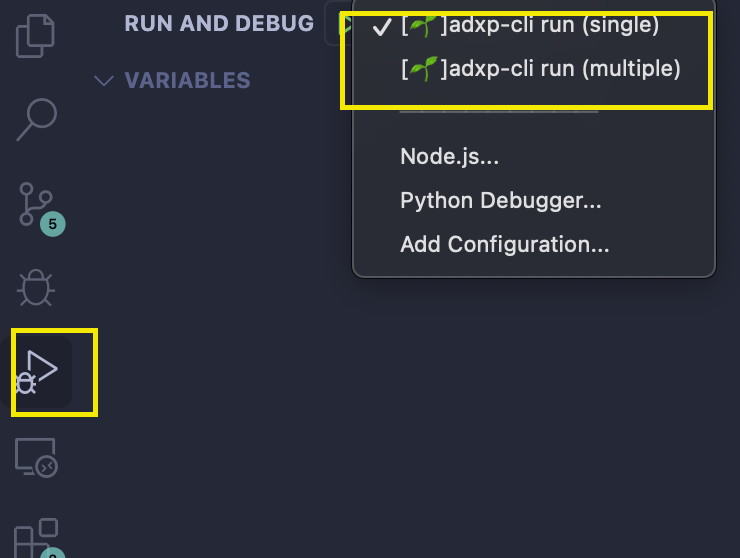 RUN AND DEBUG
VARIABLES
[🌱]adxp-cli run (single)
[🌱]adxp-cli run (multiple)
Node.js...
Python Debugger...
Add Configuration...
5